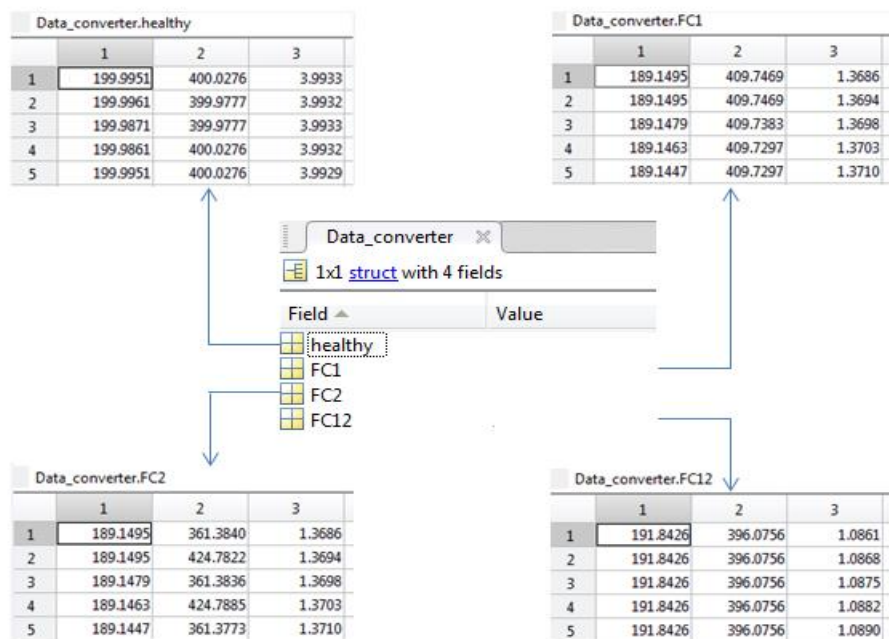 Data_converter.healthy
1 2 3
1 199.9951 400.0276 3.9933
2 199.9961 399.9777 3.9932
3 199.9871 399.9777 3.9933
4 199.9861 400.0276 3.9932
5 199.9951 400.0276 3.9929
Data_converter.FC1
1 2 3
1 189.1495 409.7469 1.3686
2 189.1495 409.7469 1.3694
3 189.1479 409.7383 1.3698
4 189.1463 409.7297 1.3703
5 189.1447 409.7297 1.3710
Data_converter
1x1 struct with 4 fields
Field Value
healthy
FC1
FC2
FC12
Data_converter.FC2
1 2 3
1 189.1495 361.3840 1.3686
2 189.1495 424.7822 1.3694
3 189.1479 361.3836 1.3698
4 189.1463 424.7885 1.3703
5 189.1447 361.3773 1.3710
Data_converter.FC12
1 2 3
1 191.8426 396.0756 1.0861
2 191.8426 396.0756 1.0868
3 191.8426 396.0756 1.0875
4 191.8426 396.0756 1.0882
5 191.8426 396.0756 1.0890